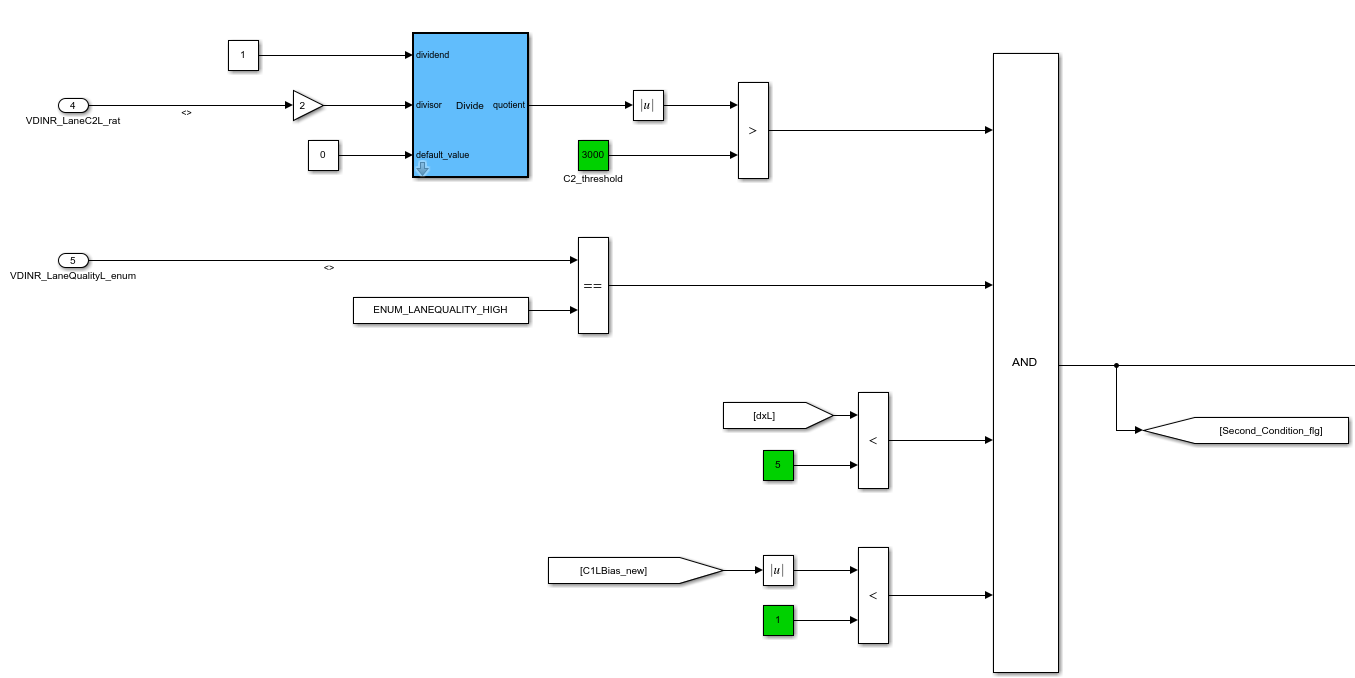 1
dividend
4
<>
2
divisor
Divide
quotient
|u|
VDINR_LaneC2L_rat
>
0
default_value
3000
C2_threshold
5
<>
VDINR_LaneQualityL_enum
==
ENUM_LANEQUALITY_HIGH
AND
[dxL]
<
5
[Second_Condition_flg]
[C1LBias_new]
|u|
<
1